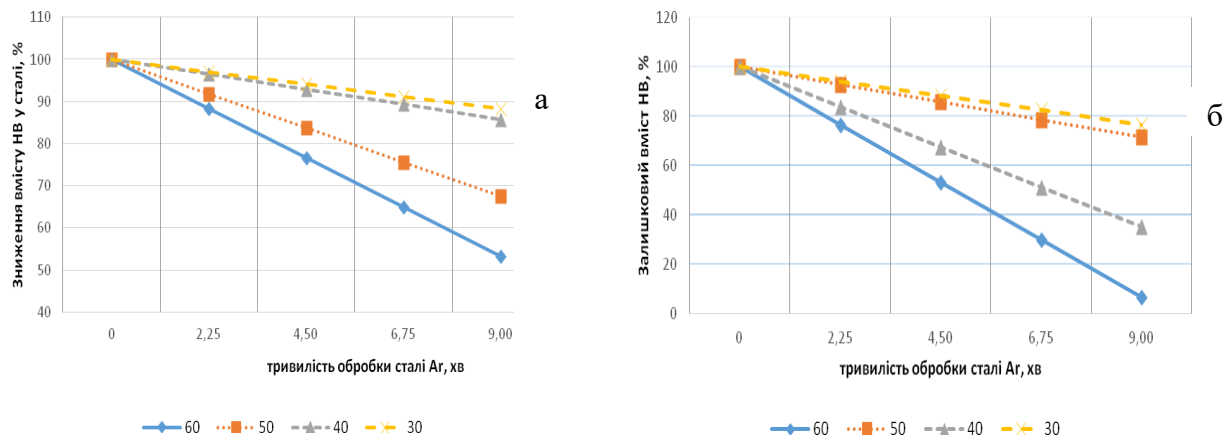 Зниження вмісту НВ у сталі, %
110
100
90
80
70
60
50
40
0 2,25 4,50 6,75 9,00
тривилість обробки сталі Ar, хв
60 50 40 30
а
Залишковий вміст НВ, %
120
100
80
60
40
20
0
0 2,25 4,50 6,75 9,00
тривилість обробки сталі Ar, хв
60 50 40 30
б